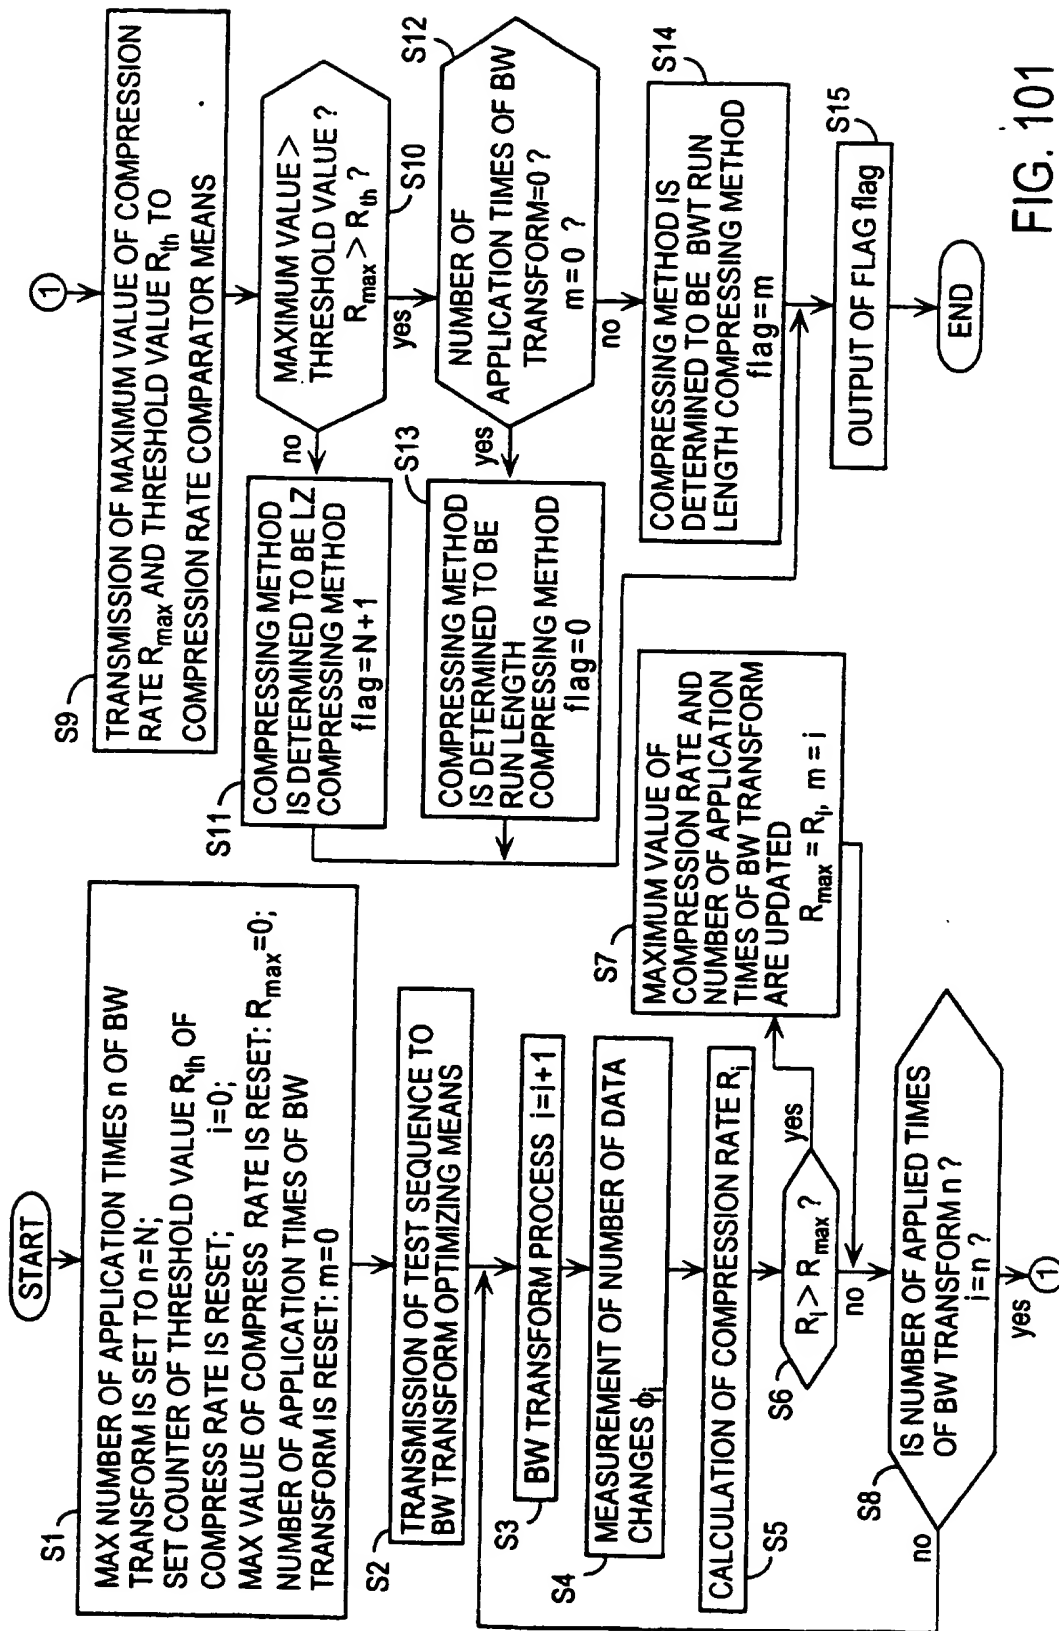 START
S1
MAX NUMBER OF APPLICATION TIMES n OF BW
TRANSFORM IS SET TO n=N;
SET COUNTER OF THRESHOLD VALUE Rth OF
COMPRESS RATE IS RESET; i=0;
MAX VALUE OF COMPRESS RATE IS RESET: Rmax=0;
NUMBER OF APPLICATION TIMES OF BW
TRANSFORM IS RESET: m=0
S2
TRANSMISSION OF TEST SEQUENCE TO
BW TRANSFORM OPTIMIZING MEANS
S3
BW TRANSFORM PROCESS i=i+1
S4
MEASUREMENT OF NUMBER OF DATA
CHANGES ϕi
S5
CALCULATION OF COMPRESSION RATE Ri
S6
Ri > Rmax ?
yes
no
S7
MAXIMUM VALUE OF
COMPRESSION RATE AND
NUMBER OF APPLICATION
TIMES OF BW TRANSFORM
ARE UPDATED
Rmax = Ri, m = i
S8
IS NUMBER OF APPLIED TIMES
OF BW TRANSFORM n ?
i=n ?
no
yes
1
1
S9
TRANSMISSION OF MAXIMUM VALUE OF COMPRESSION
RATE Rmax AND THRESHOLD VALUE Rth TO
COMPRESSION RATE COMPARATOR MEANS
MAXIMUM VALUE >
THRESHOLD VALUE ?
Rmax > Rth ?
S10
no
yes
S11
COMPRESSING METHOD
IS DETERMINED TO BE LZ
COMPRESSING METHOD
flag=N+1
S12
NUMBER OF
APPLICATION TIMES OF BW
TRANSFORM=0 ?
m=0 ?
yes
no
S13
COMPRESSING METHOD
IS DETERMINED TO BE
RUN LENGTH
COMPRESSING METHOD
flag=0
S14
COMPRESSING METHOD IS
DETERMINED TO BE BWT RUN
LENGTH COMPRESSING METHOD
flag=m
S15
OUTPUT OF FLAG flag
END
FIG. 101